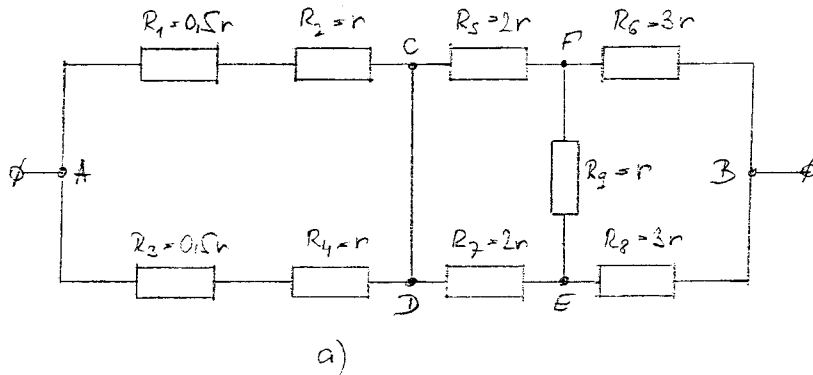 R₁=0,5r R₂=r C R₅=2r F R₆=3r
A R₉=r B
R₃=0,5r R₄=r R₇=2r R₈=3r
D E
a)